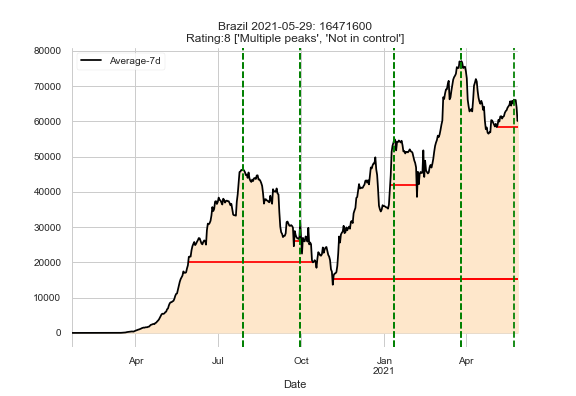 Brazil 2021-05-29: 16471600
Rating:8 ['Multiple peaks', 'Not in control']
80000
Average-7d
70000
60000
50000
40000
30000
20000
10000
0
Apr
Jul
Oct
Jan
2021
Apr
Date